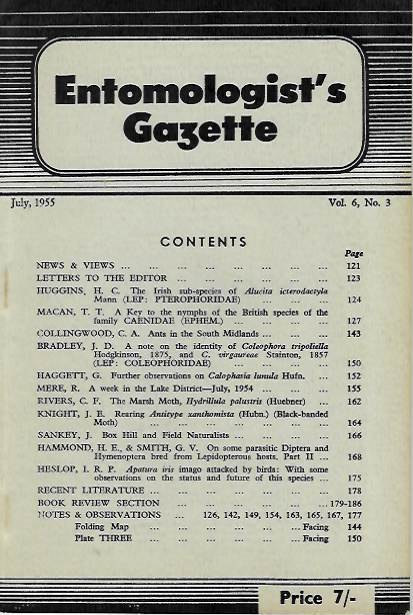 Entomologist's
Gazette
July, 1955 Vol. 6, No. 3
CONTENTS
Page
NEWS & VIEWS ... ... ... ... ... ... ... 121
LETTERS TO THE EDITOR ... ... ... ... ... 123
HUGGINS, H. C. The Irish sub-species of Alucita icterodactyla
Mann (LEP: PTEROPHORIDAE) ... ... ... 124
MACAN, T. T. A Key to the nymphs of the British species of the
family CAENIDAE (EPHEM.) ... ... ... ... 127
COLLINGWOOD, C. A. Ants in the South Midlands ... ... 143
BRADLEY, J. D. A note on the identity of Coleophora tripoliella
Hodgkinson, 1875, and C. virgaureae Stainton, 1857
(LEP: COLEOPHORIDAE) ... ... ... ... 150
HAGGETT, G. Further observations on Calophasia lunula Hufn. ... 152
MERE, R. A week in the Lake District—July, 1954 ... ... 155
RIVERS, C. F. The Marsh Moth, Hydrillula palustris (Huebner) ... 162
KNIGHT, J. E. Rearing Antitype xanthomista (Hubn.) (Black-banded
Moth) ... ... ... ... ... ... ... 164
SANKEY, J. Box Hill and Field Naturalists ... ... ... ... 166
HAMMOND, H. E., & SMITH, G. V. On some parasitic Diptera and
Hymenoptera bred from Lepidopterous hosts, Part II ... ... 168
HESLOP, I. R. P. Apatura iris imago attacked by birds: With some
observations on the status and future of this species ... 175
RECENT LITERATURE ... ... ... ... ... ... 178
BOOK REVIEW SECTION ... ... ... ... ... 179-186
NOTES & OBSERVATIONS ... 126, 142, 149, 154, 163, 165, 167, 177
Folding Map ... ... ... ... ... Facing 144
Plate THREE ... ... ... ... ... Facing 150
Price 7/-